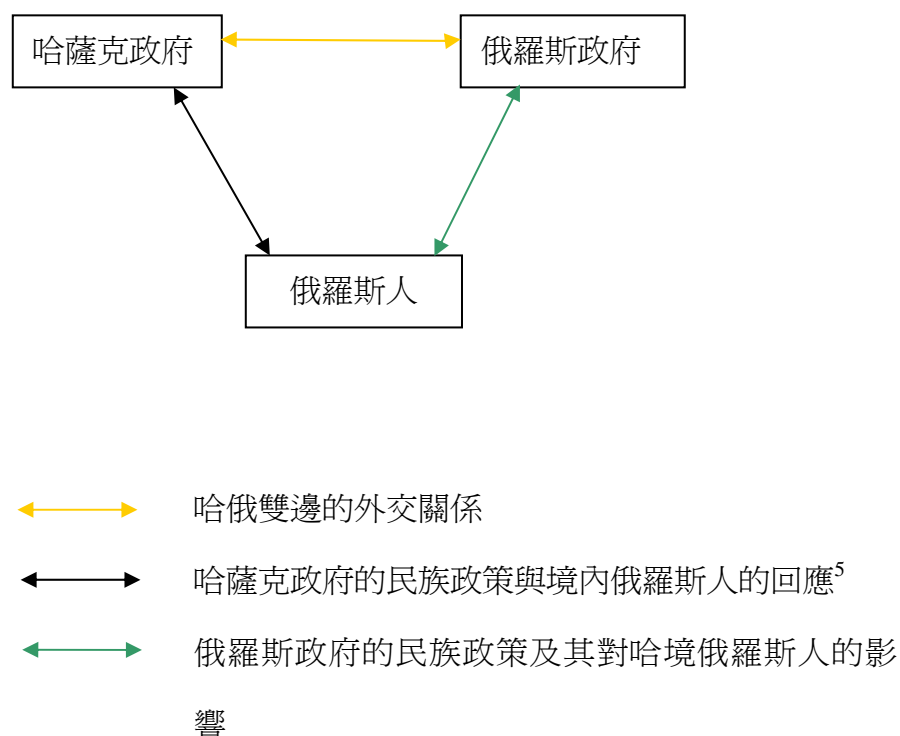 哈薩克政府
俄羅斯政府
俄羅斯人
哈俄雙邊的外交關係
哈薩克政府的民族政策與境內俄羅斯人的回應5
俄羅斯政府的民族政策及其對哈境俄羅斯人的影
響